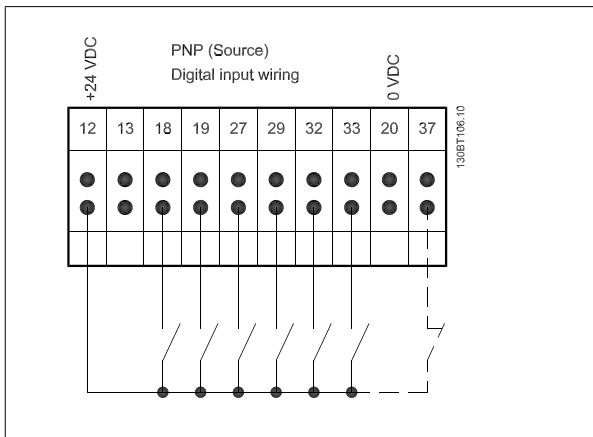 +24 VDC
PNP (Source)
Digital input wiring
0 VDC
12 13 18 19 27 29 32 33 20 37
130BT106.10